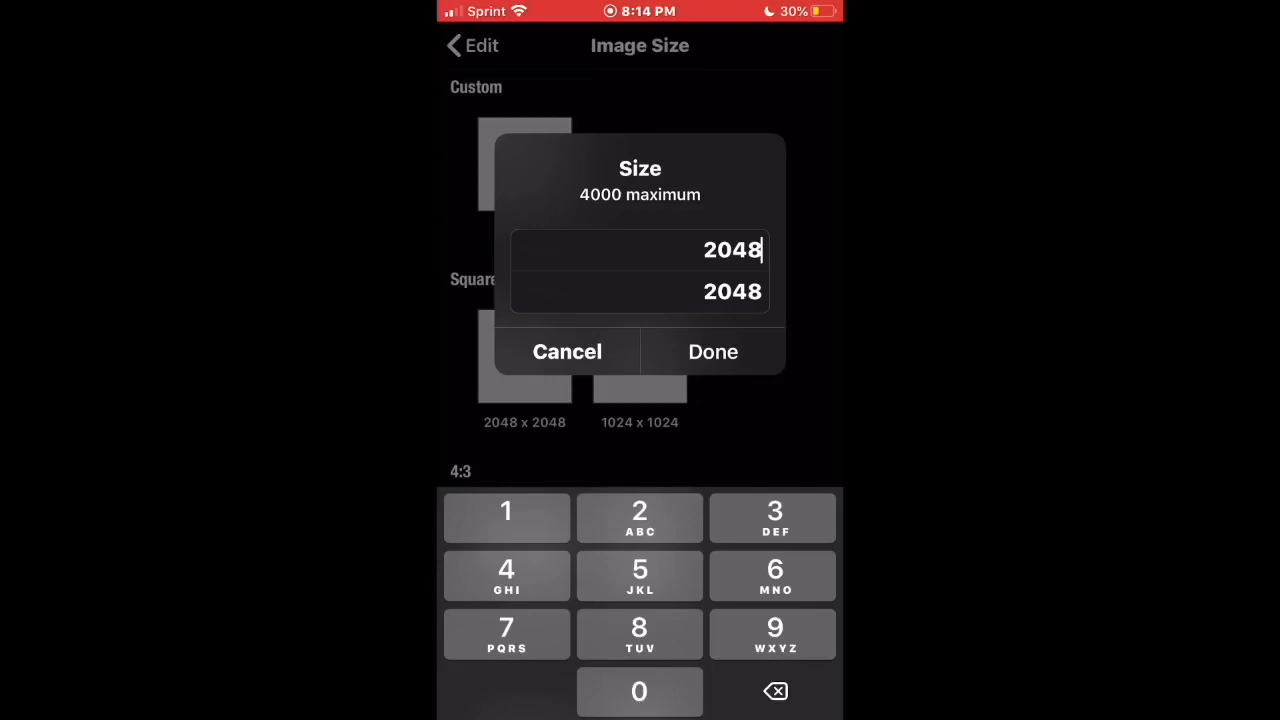 Sprint 8:14 PM 30%
Edit Image Size
Custom
Size
4000 maximum
2048
2048
Square
Cancel Done
2048 x 2048 1024 x 1024
4:3
1 2 3
ABC DEF
4 5 6
GHI JKL MNO
7 8 9
PQRS TUV WXYZ
0